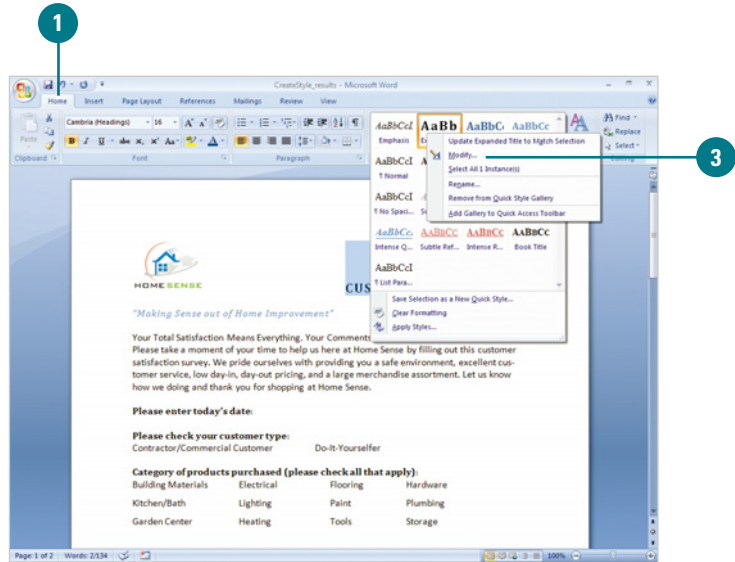 1
CreateStyle_results - Microsoft Word
Home Insert Page Layout References Mailings Review View
Paste
Cambria (Headings) 16
Find
Replace
Select
Clipboard Font Paragraph Editing
AaBbCcI AaBb AaBbC AaBbCc
Emphasis
Update Expanded Title to Match Selection
Modify...
3
Select All 1 Instance(s)
Rename...
Remove from Quick Style Gallery
Add Gallery to Quick Access Toolbar
AaBbCcI
¶ Normal
AaBbCcI
¶ No Spaci...
AaBbCc AaBbCc AaBbCc AaBbCc
Intense Q... Subtle Ref... Intense R... Book Title
AaBbCcI
¶ List Para...
Save Selection as a New Quick Style...
Clear Formatting
Apply Styles...
HOMESENSE
CUS
"Making Sense out of Home Improvement"
Your Total Satisfaction Means Everything. Your Comments
Please take a moment of your time to help us here at Home Sense by filling out this customer
satisfaction survey. We pride ourselves with providing you a safe environment, excellent cus-
tomer service, low day-in, day-out pricing, and a large merchandise assortment. Let us know
how we doing and thank you for shopping at Home Sense.
Please enter today's date:
Please check your customer type:
Contractor/Commercial Customer Do-It-Yourselfer
Category of products purchased (please check all that apply):
Building Materials Electrical Flooring Hardware
Kitchen/Bath Lighting Paint Plumbing
Garden Center Heating Tools Storage
Page: 1 of 2 Words: 2/134 100%